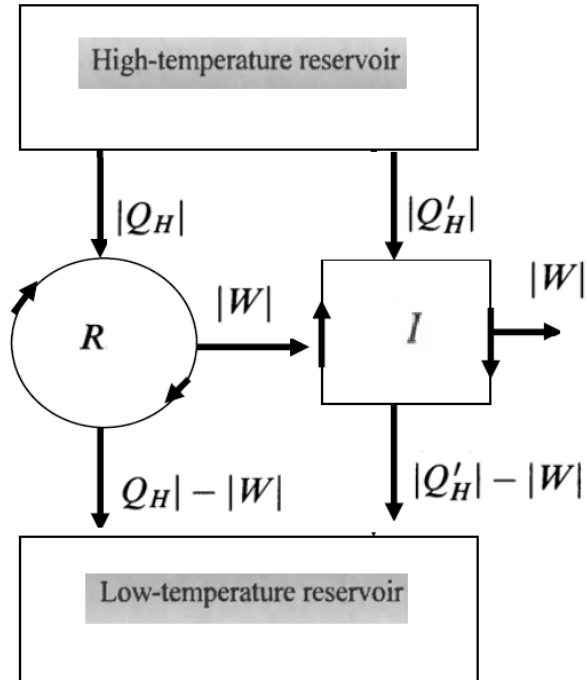 High-temperature reservoir
|Q_H| |Q'_H|
|W| |W|
R I
Q_H| − |W| |Q'_H| − |W|
Low-temperature reservoir